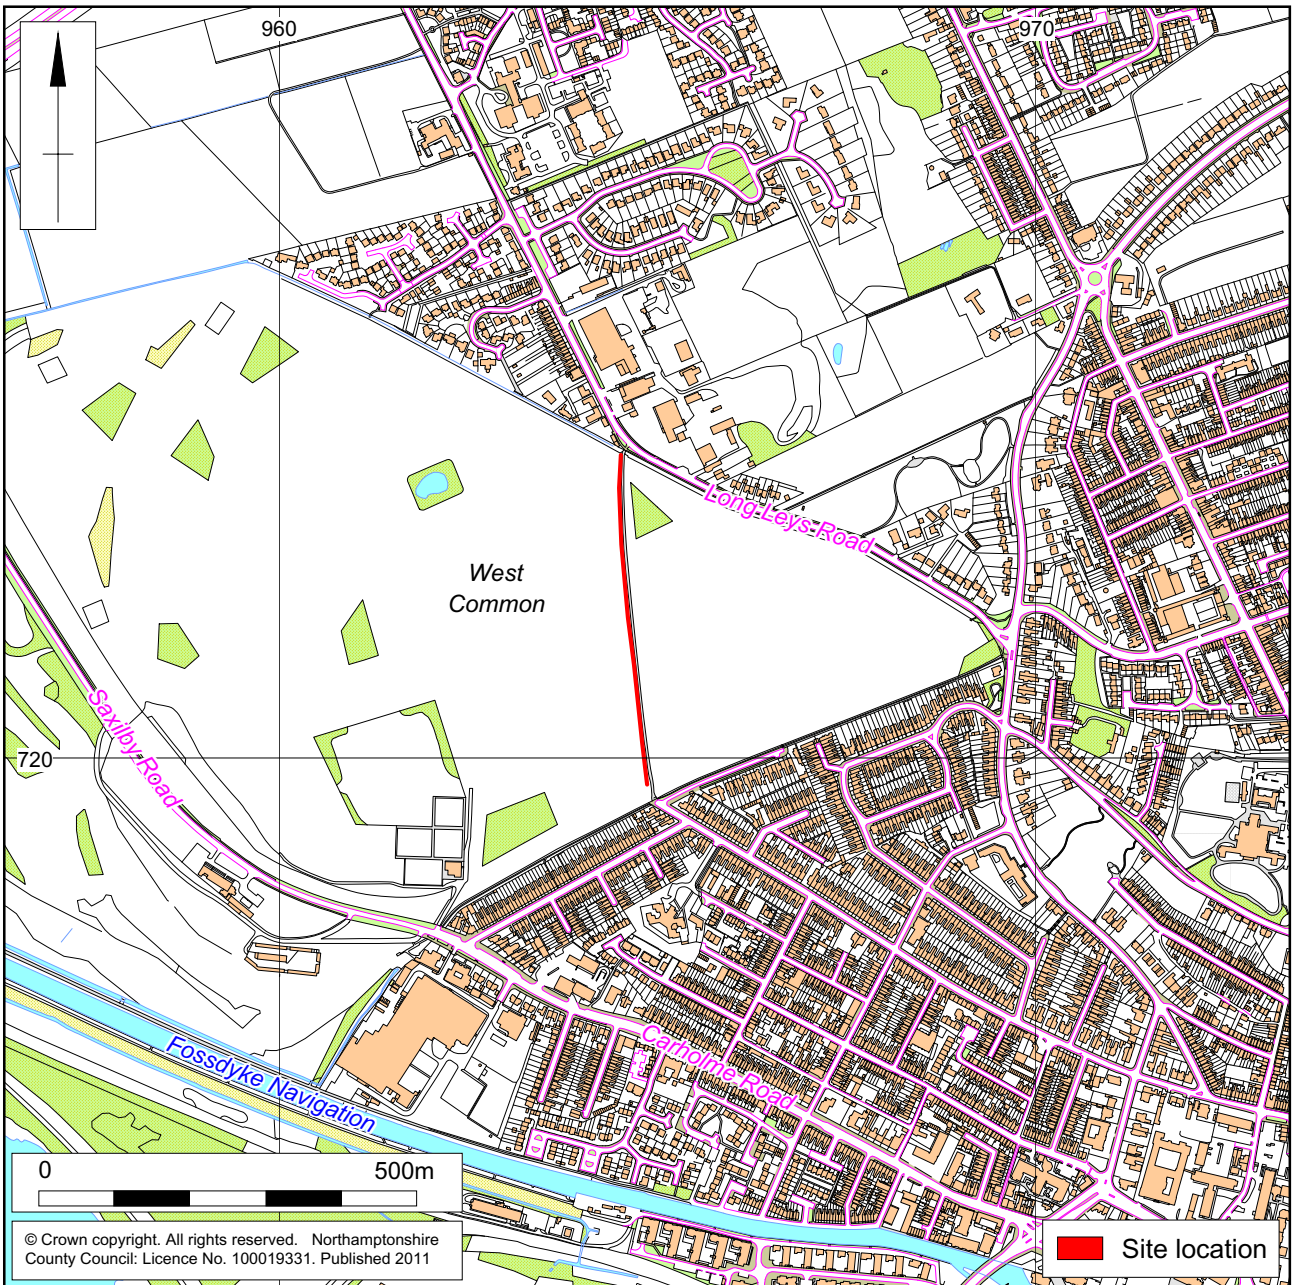 960
970
Long Leys Road
West
Common
Saxilby Road
720
Carholme Road
Fossdyke Navigation
0 500m
© Crown copyright. All rights reserved. Northamptonshire
County Council: Licence No. 100019331. Published 2011
Site location